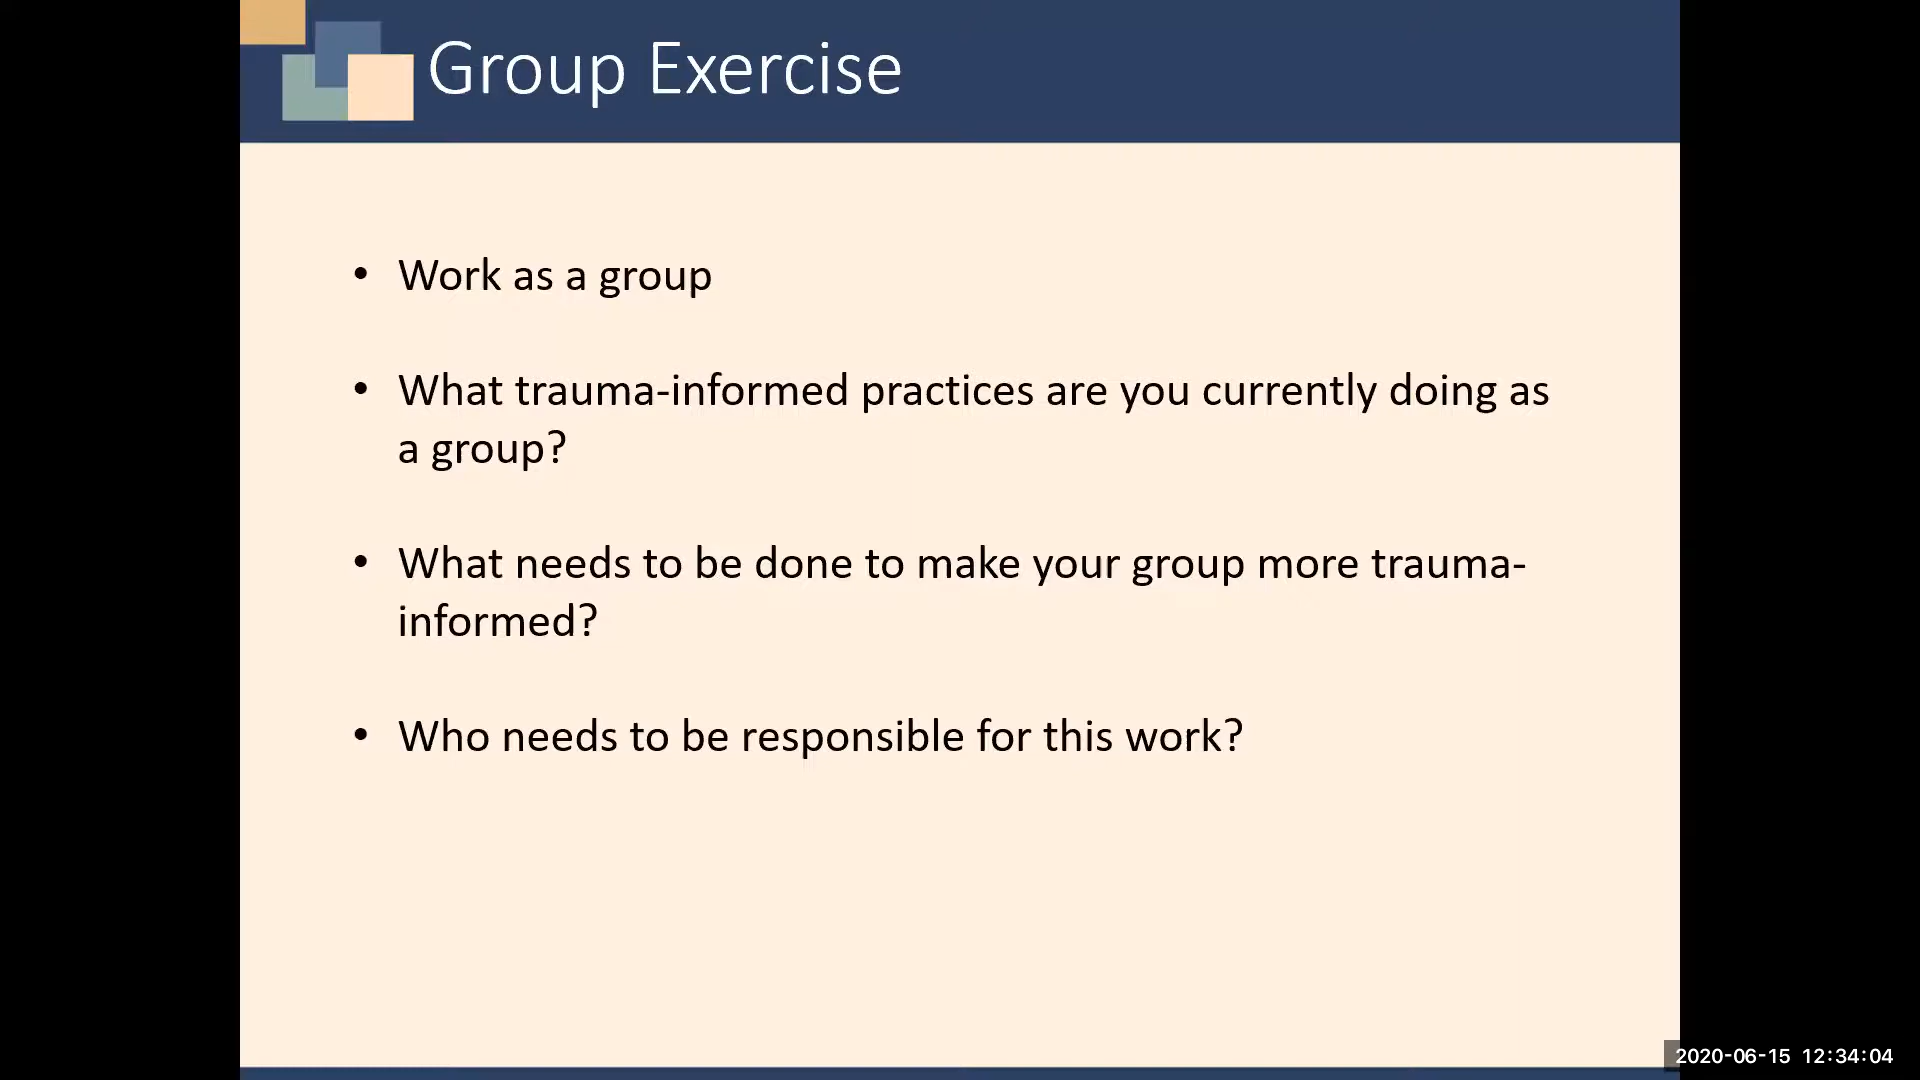 Group Exercise
• Work as a group
• What trauma-informed practices are you currently doing as
a group?
• What needs to be done to make your group more trauma-
informed?
• Who needs to be responsible for this work?
2020-06-15 12:34:04